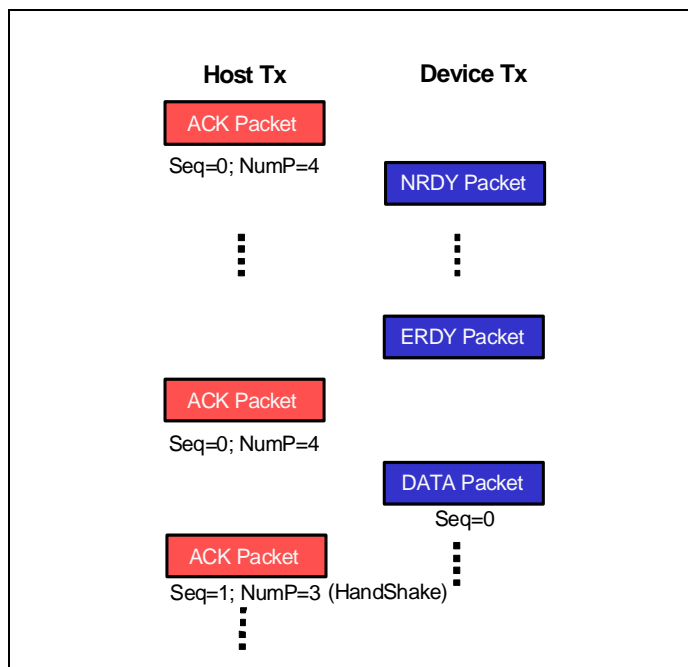 Host Tx
Device Tx
ACK Packet
Seq=0; NumP=4
NRDY Packet
ERDY Packet
ACK Packet
Seq=0; NumP=4
DATA Packet
Seq=0
ACK Packet
Seq=1; NumP=3 (HandShake)